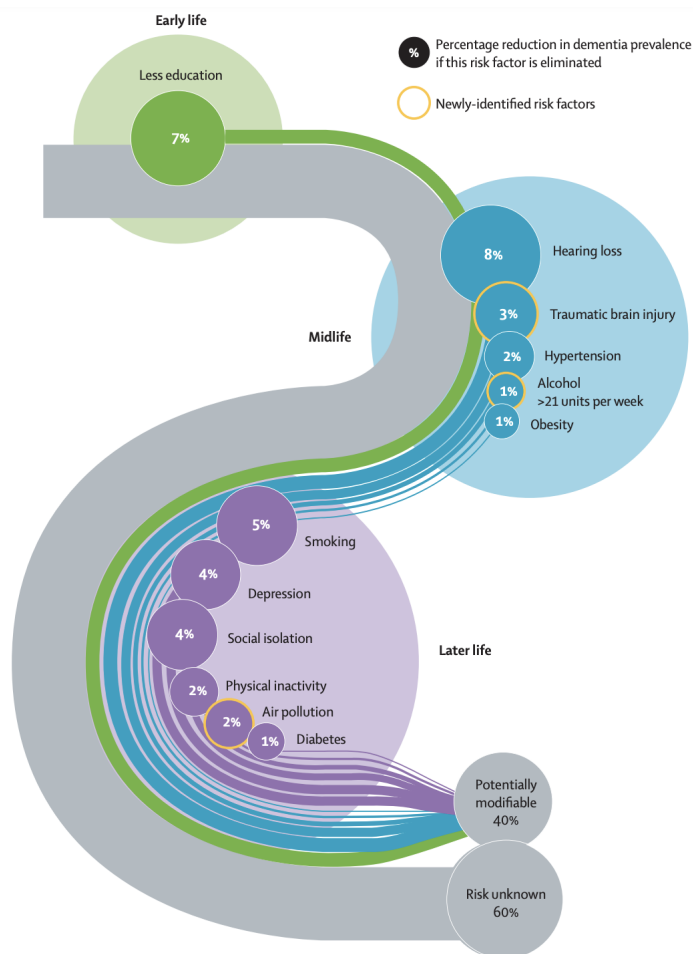 Early life
Less education
7%
%
Percentage reduction in dementia prevalence
if this risk factor is eliminated
Newly-identified risk factors
Midlife
8%
Hearing loss
3%
Traumatic brain injury
2%
Hypertension
1%
Alcohol
>21 units per week
1%
Obesity
5%
Smoking
4%
Depression
4%
Social isolation
Later life
2%
Physical inactivity
2%
Air pollution
1%
Diabetes
Potentially
modifiable
40%
Risk unknown
60%